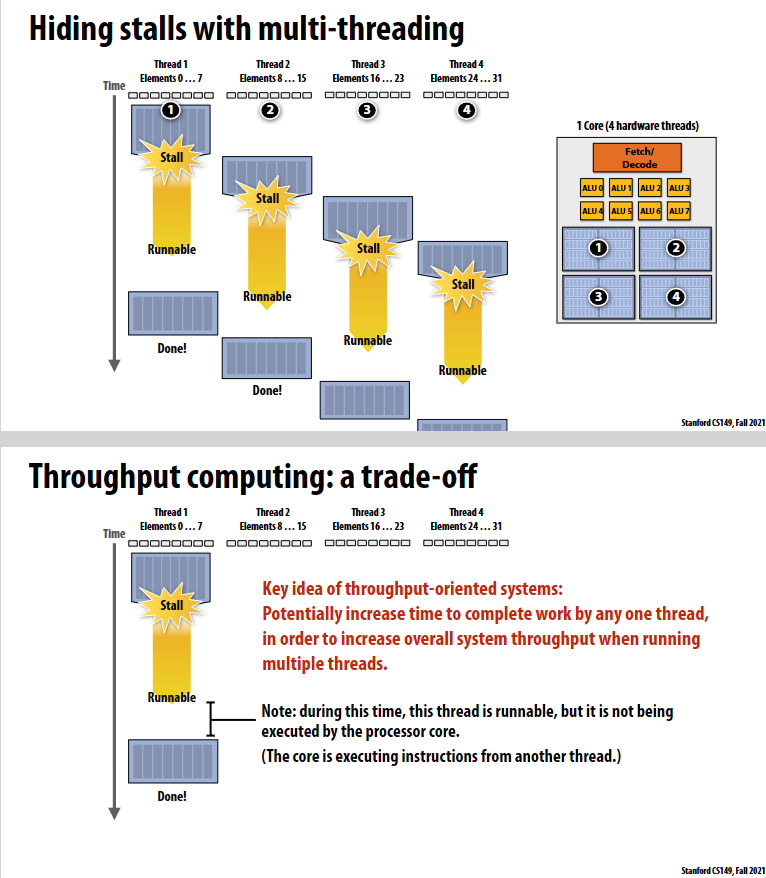 Hiding stalls with multi-threading
Thread 1
Elements 0 … 7
Thread 2
Elements 8 … 15
Thread 3
Elements 16 … 23
Thread 4
Elements 24 … 31
Time
1
2
3
4
Stall
Stall
Stall
Stall
Runnable
Runnable
Runnable
Runnable
Done!
Done!
1 Core (4 hardware threads)
Fetch/
Decode
ALU 0 ALU 1 ALU 2 ALU 3
ALU 4 ALU 5 ALU 6 ALU 7
1 2
3 4
Stanford CS149, Fall 2021
Throughput computing: a trade-off
Thread 1
Elements 0 … 7
Thread 2
Elements 8 … 15
Thread 3
Elements 16 … 23
Thread 4
Elements 24 … 31
Time
Stall
Runnable
Done!
Key idea of throughput-oriented systems:
Potentially increase time to complete work by any one thread,
in order to increase overall system throughput when running
multiple threads.
Note: during this time, this thread is runnable, but it is not being
executed by the processor core.
(The core is executing instructions from another thread.)
Stanford CS149, Fall 2021